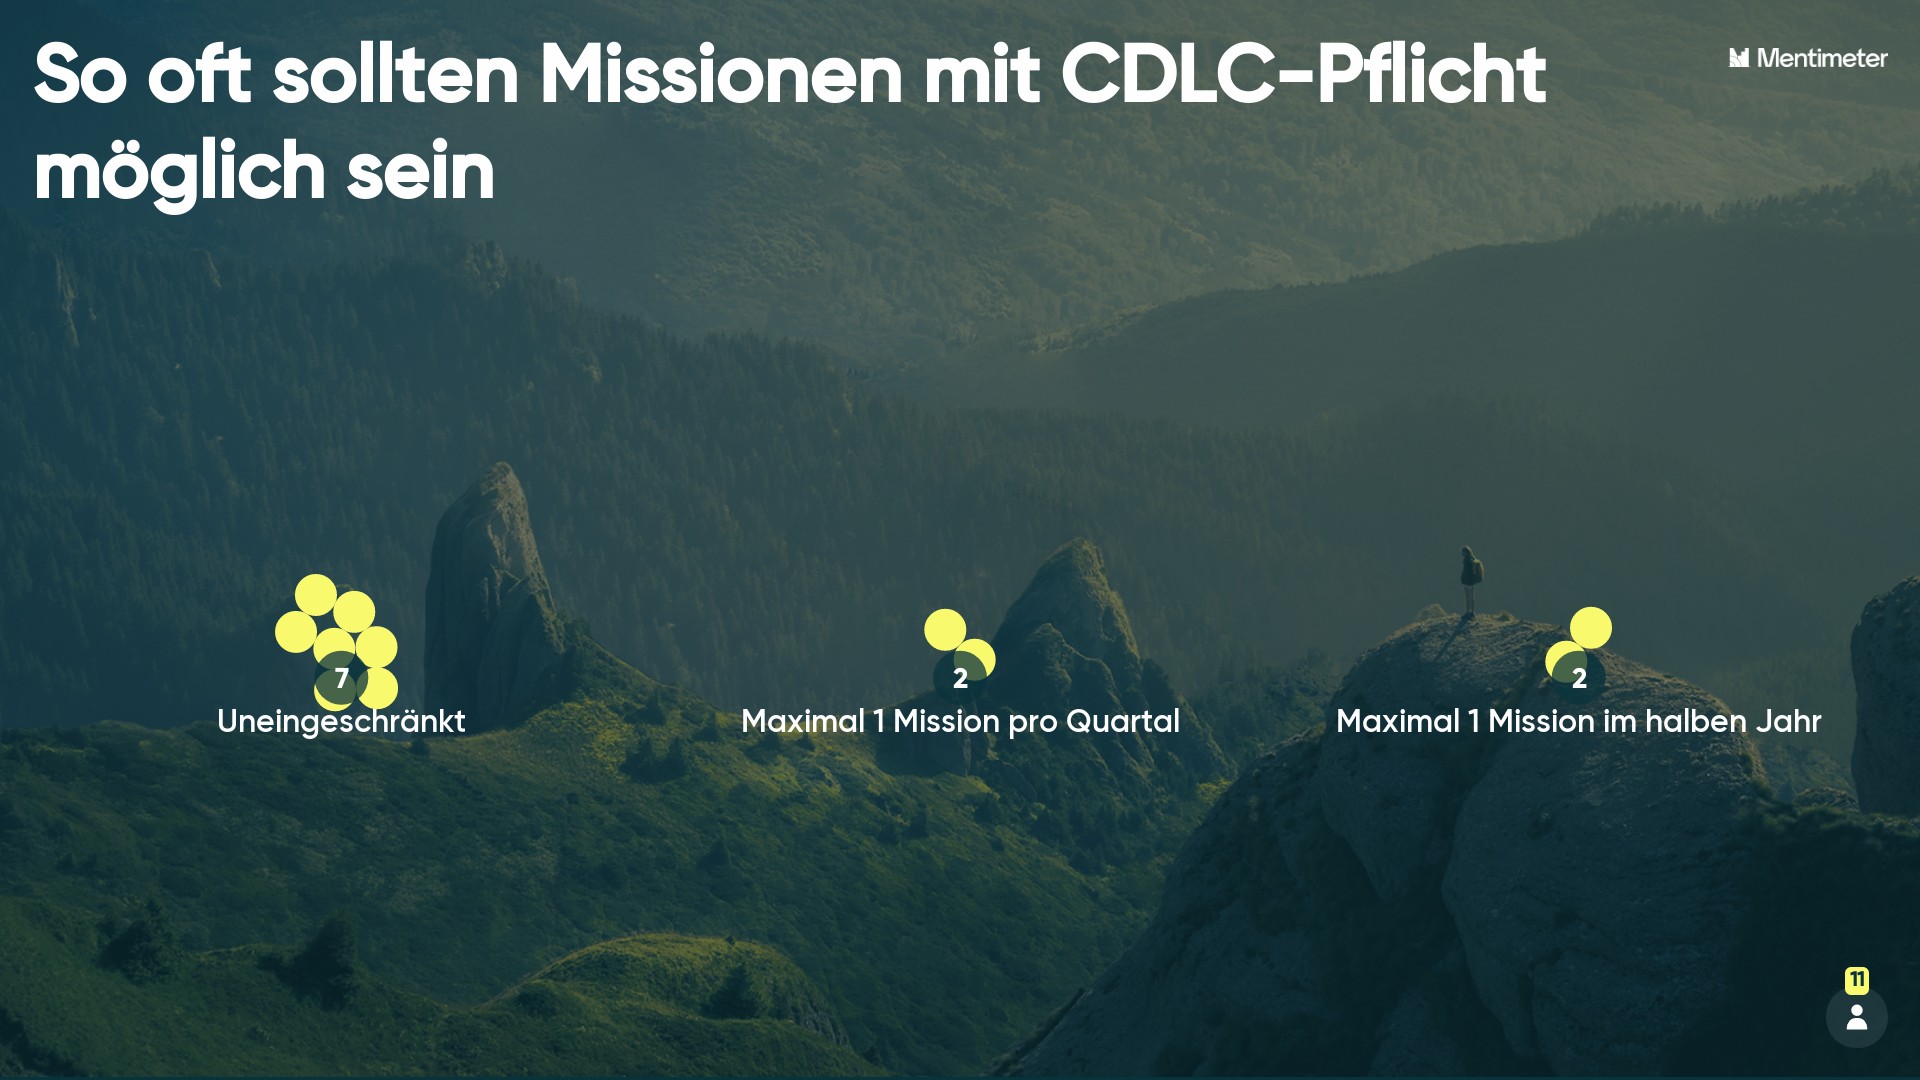 So oft sollten Missionen mit CDLC-Pflicht
möglich sein
Mentimeter
7
2
2
Uneingeschränkt
Maximal 1 Mission pro Quartal
Maximal 1 Mission im halben Jahr
11